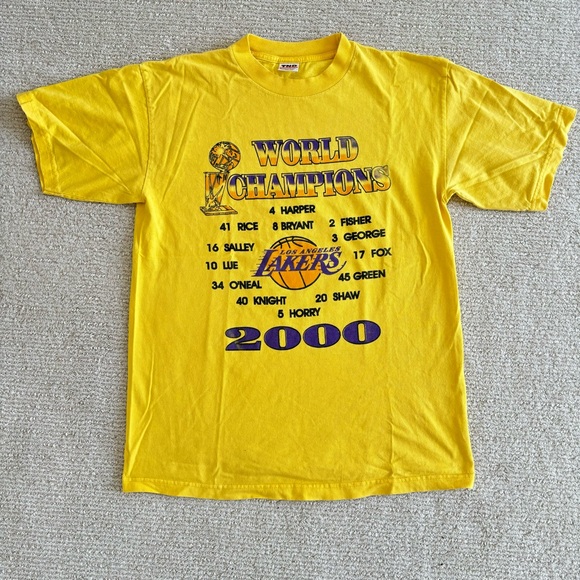 TNP
WORLD
CHAMPIONS
4 HARPER
41 RICE 8 BRYANT 2 FISHER
3 GEORGE
16 SALLEY
LOS ANGELES
LAKERS
17 FOX
10 LUE
45 GREEN
34 O'NEAL
40 KNIGHT 20 SHAW
5 HORRY
2000